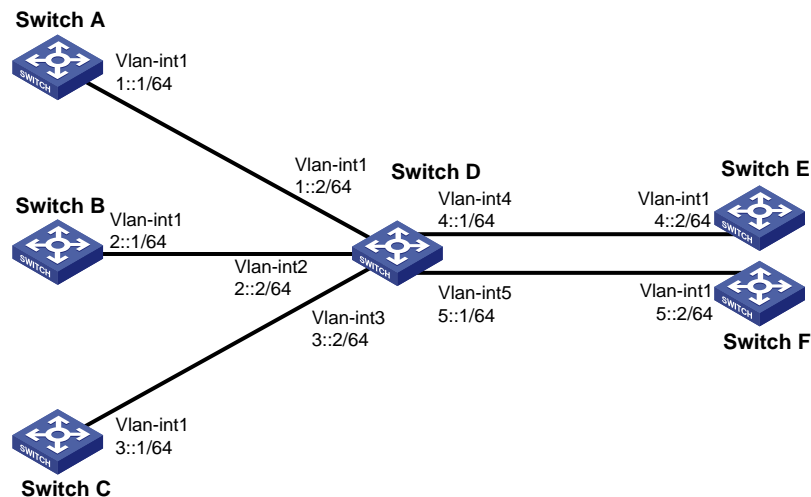 Switch A
Vlan-int1
1::1/64
SWITCH
Vlan-int1
1::2/64
Switch D
Switch E
Vlan-int4
4::1/64
Vlan-int1
4::2/64
SWITCH
Switch B
Vlan-int1
2::1/64
SWITCH
Vlan-int2
2::2/64
SWITCH
Vlan-int5
5::1/64
Vlan-int1
5::2/64
SWITCH
Switch F
Vlan-int3
3::2/64
Vlan-int1
3::1/64
SWITCH
Switch C